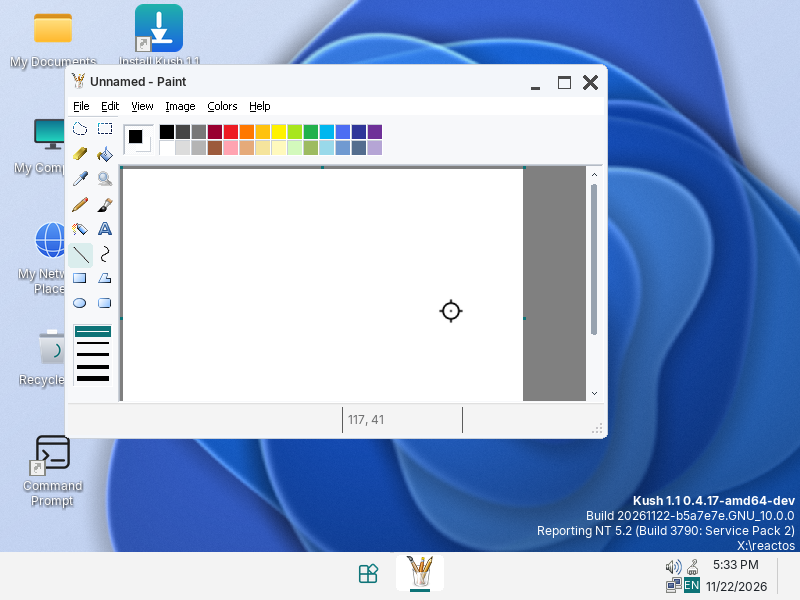 My Documents
Install Kush 1.1
Unnamed - Paint
File Edit View Image Colors Help
My Comp
My Netw
Place
Recycle
117, 41
Command
Prompt
Kush 1.1 0.4.17-amd64-dev
Build 20261122-b5a7e7e.GNU_10.0.0
Reporting NT 5.2 (Build 3790: Service Pack 2)
X:\reactos
5:33 PM
EN 11/22/2026